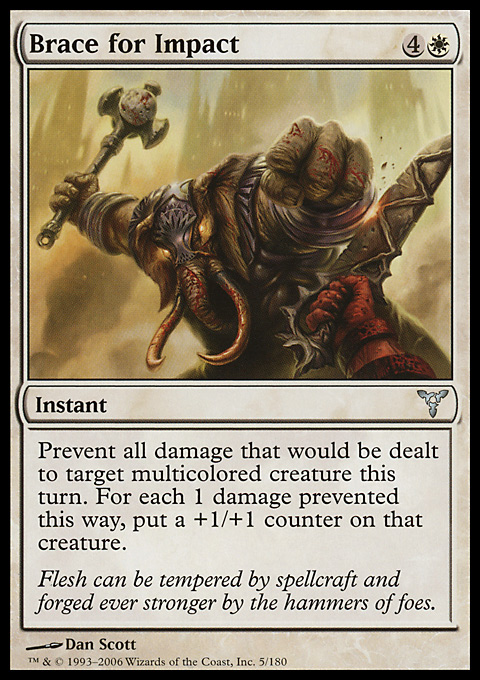 Brace for Impact 4
Instant
Prevent all damage that would be dealt
to target multicolored creature this
turn. For each 1 damage prevented
this way, put a +1/+1 counter on that
creature.
Flesh can be tempered by spellcraft and
forged ever stronger by the hammers of foes.
Dan Scott
™ & © 1993–2006 Wizards of the Coast, Inc. 5/180